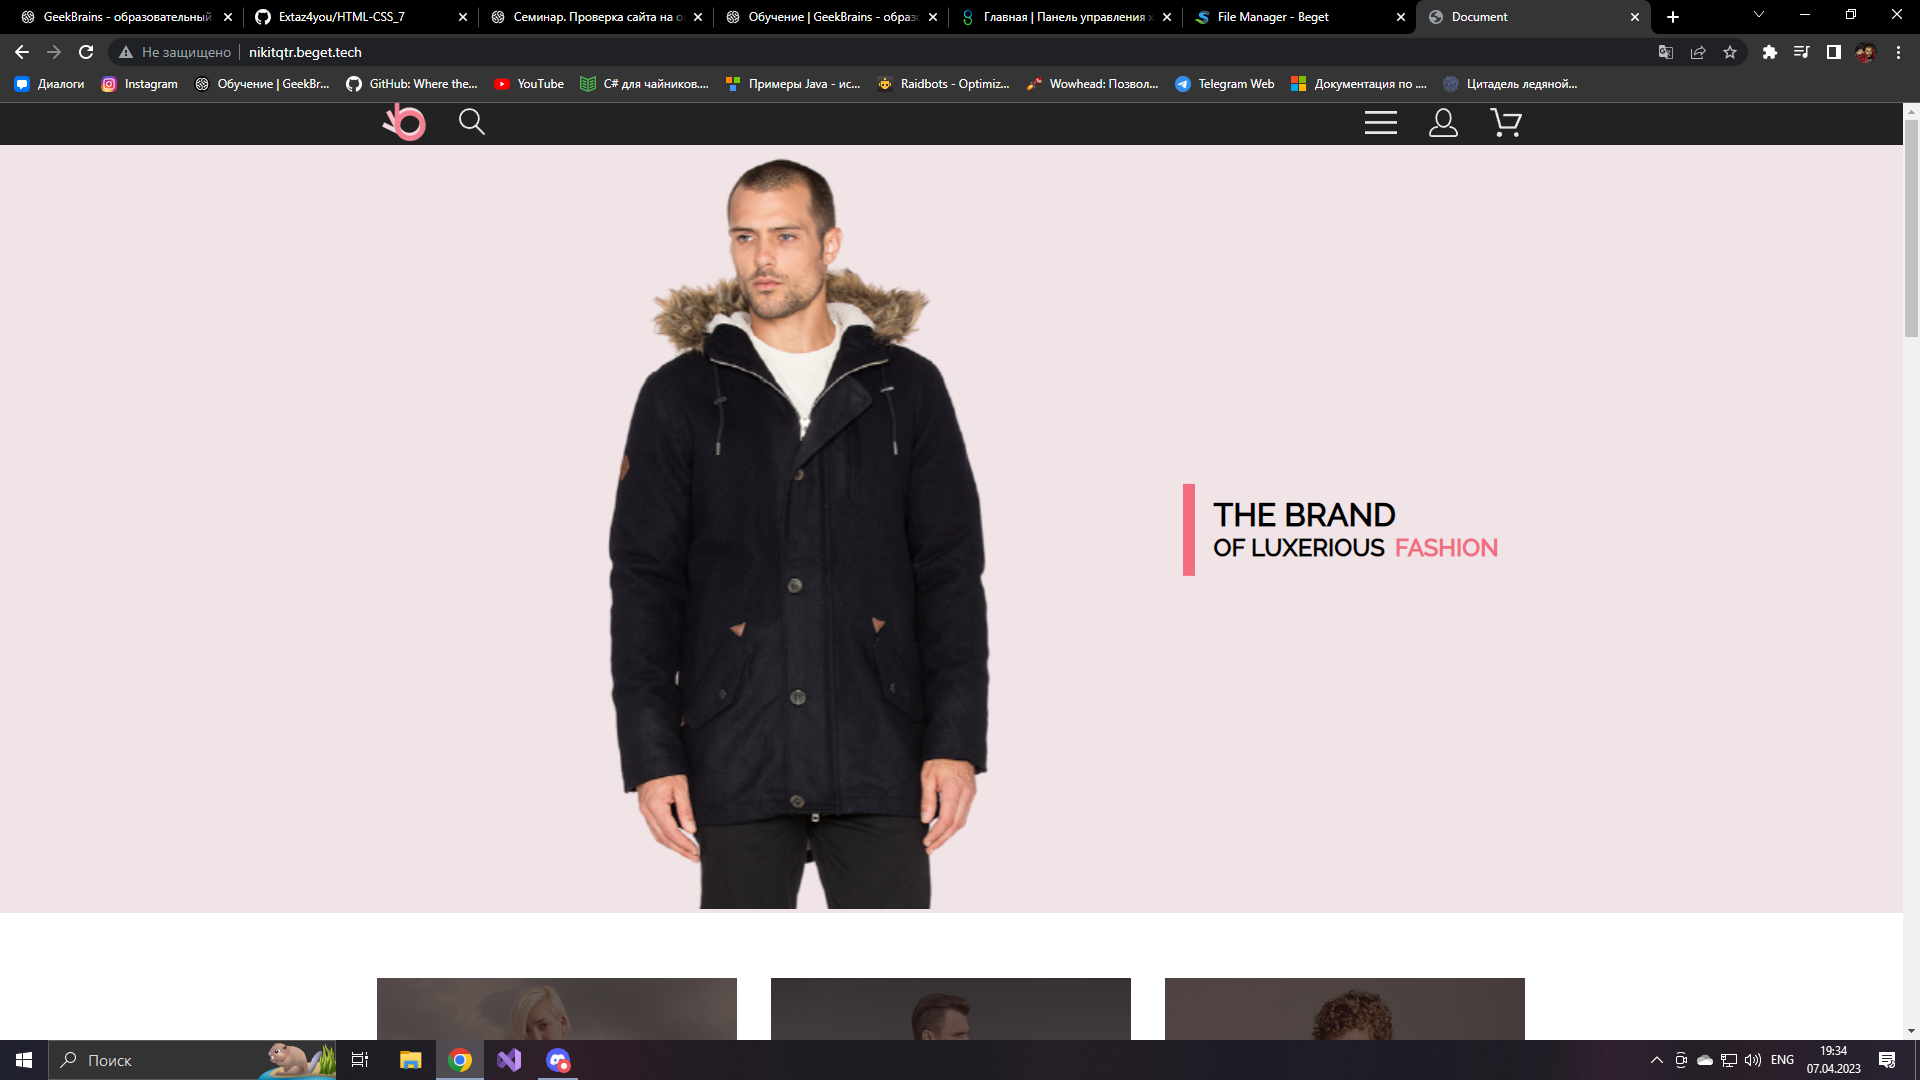 GeekBrains - образовательный
Extaz4you/HTML-CSS_7
Семинар. Проверка сайта на о
Обучение | GeekBrains - образо
Главная | Панель управления х
File Manager - Beget
Document
Не защищено
nikitqtr.beget.tech
Диалоги
Instagram
Обучение | GeekBr...
GitHub: Where the...
YouTube
C# для чайников....
Примеры Java - ис...
Raidbots - Optimiz...
Wowhead: Позвол...
Telegram Web
Документация по ....
Цитадель ледяной...
THE BRAND
OF LUXERIOUS FASHION
Поиск
ENG
19:34
07.04.2023